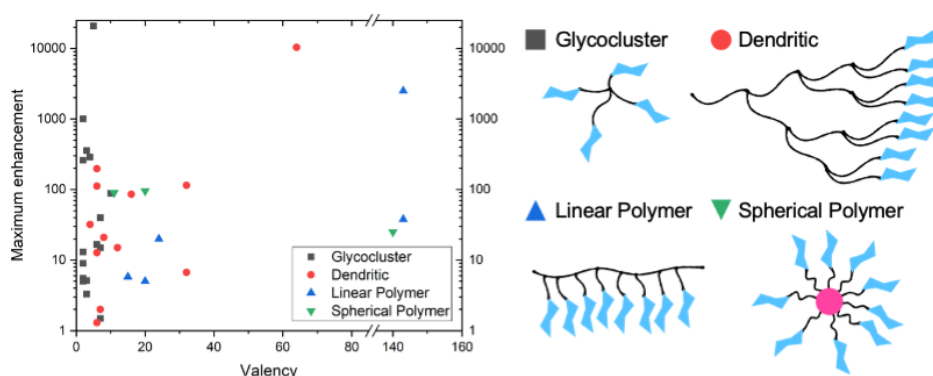 10000
1000
100
10
1
Maximum enhancement
0
20
40
60
80
140
160
Valency
10000
1000
100
10
1
Glycocluster
Dendritic
Linear Polymer
Spherical Polymer
Glycocluster
Dendritic
Linear Polymer
Spherical Polymer